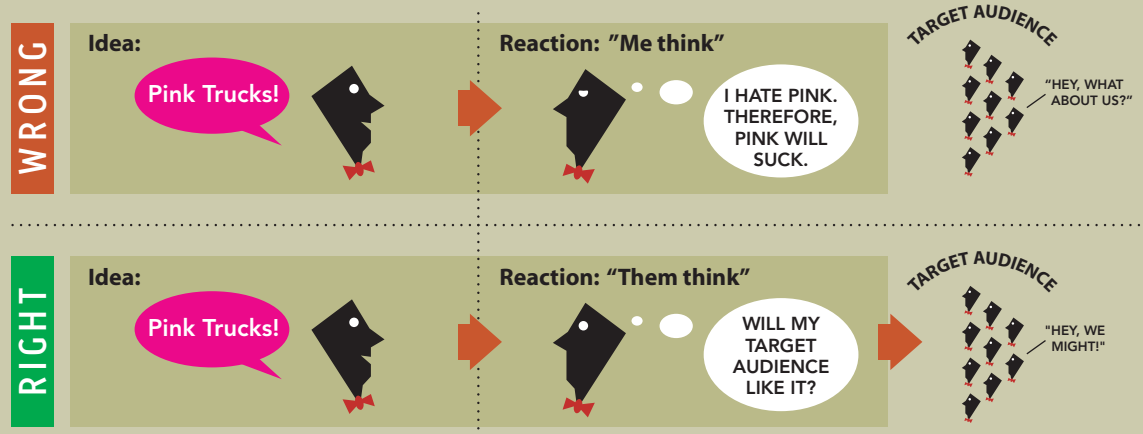 WRONG
Idea:
Pink Trucks!
Reaction: ”Me think”
I HATE PINK.
THEREFORE,
PINK WILL
SUCK.
TARGET AUDIENCE
“HEY, WHAT
ABOUT US?”
RIGHT
Idea:
Pink Trucks!
Reaction: “Them think”
WILL MY
TARGET
AUDIENCE
LIKE IT?
TARGET AUDIENCE
"HEY, WE
MIGHT!"